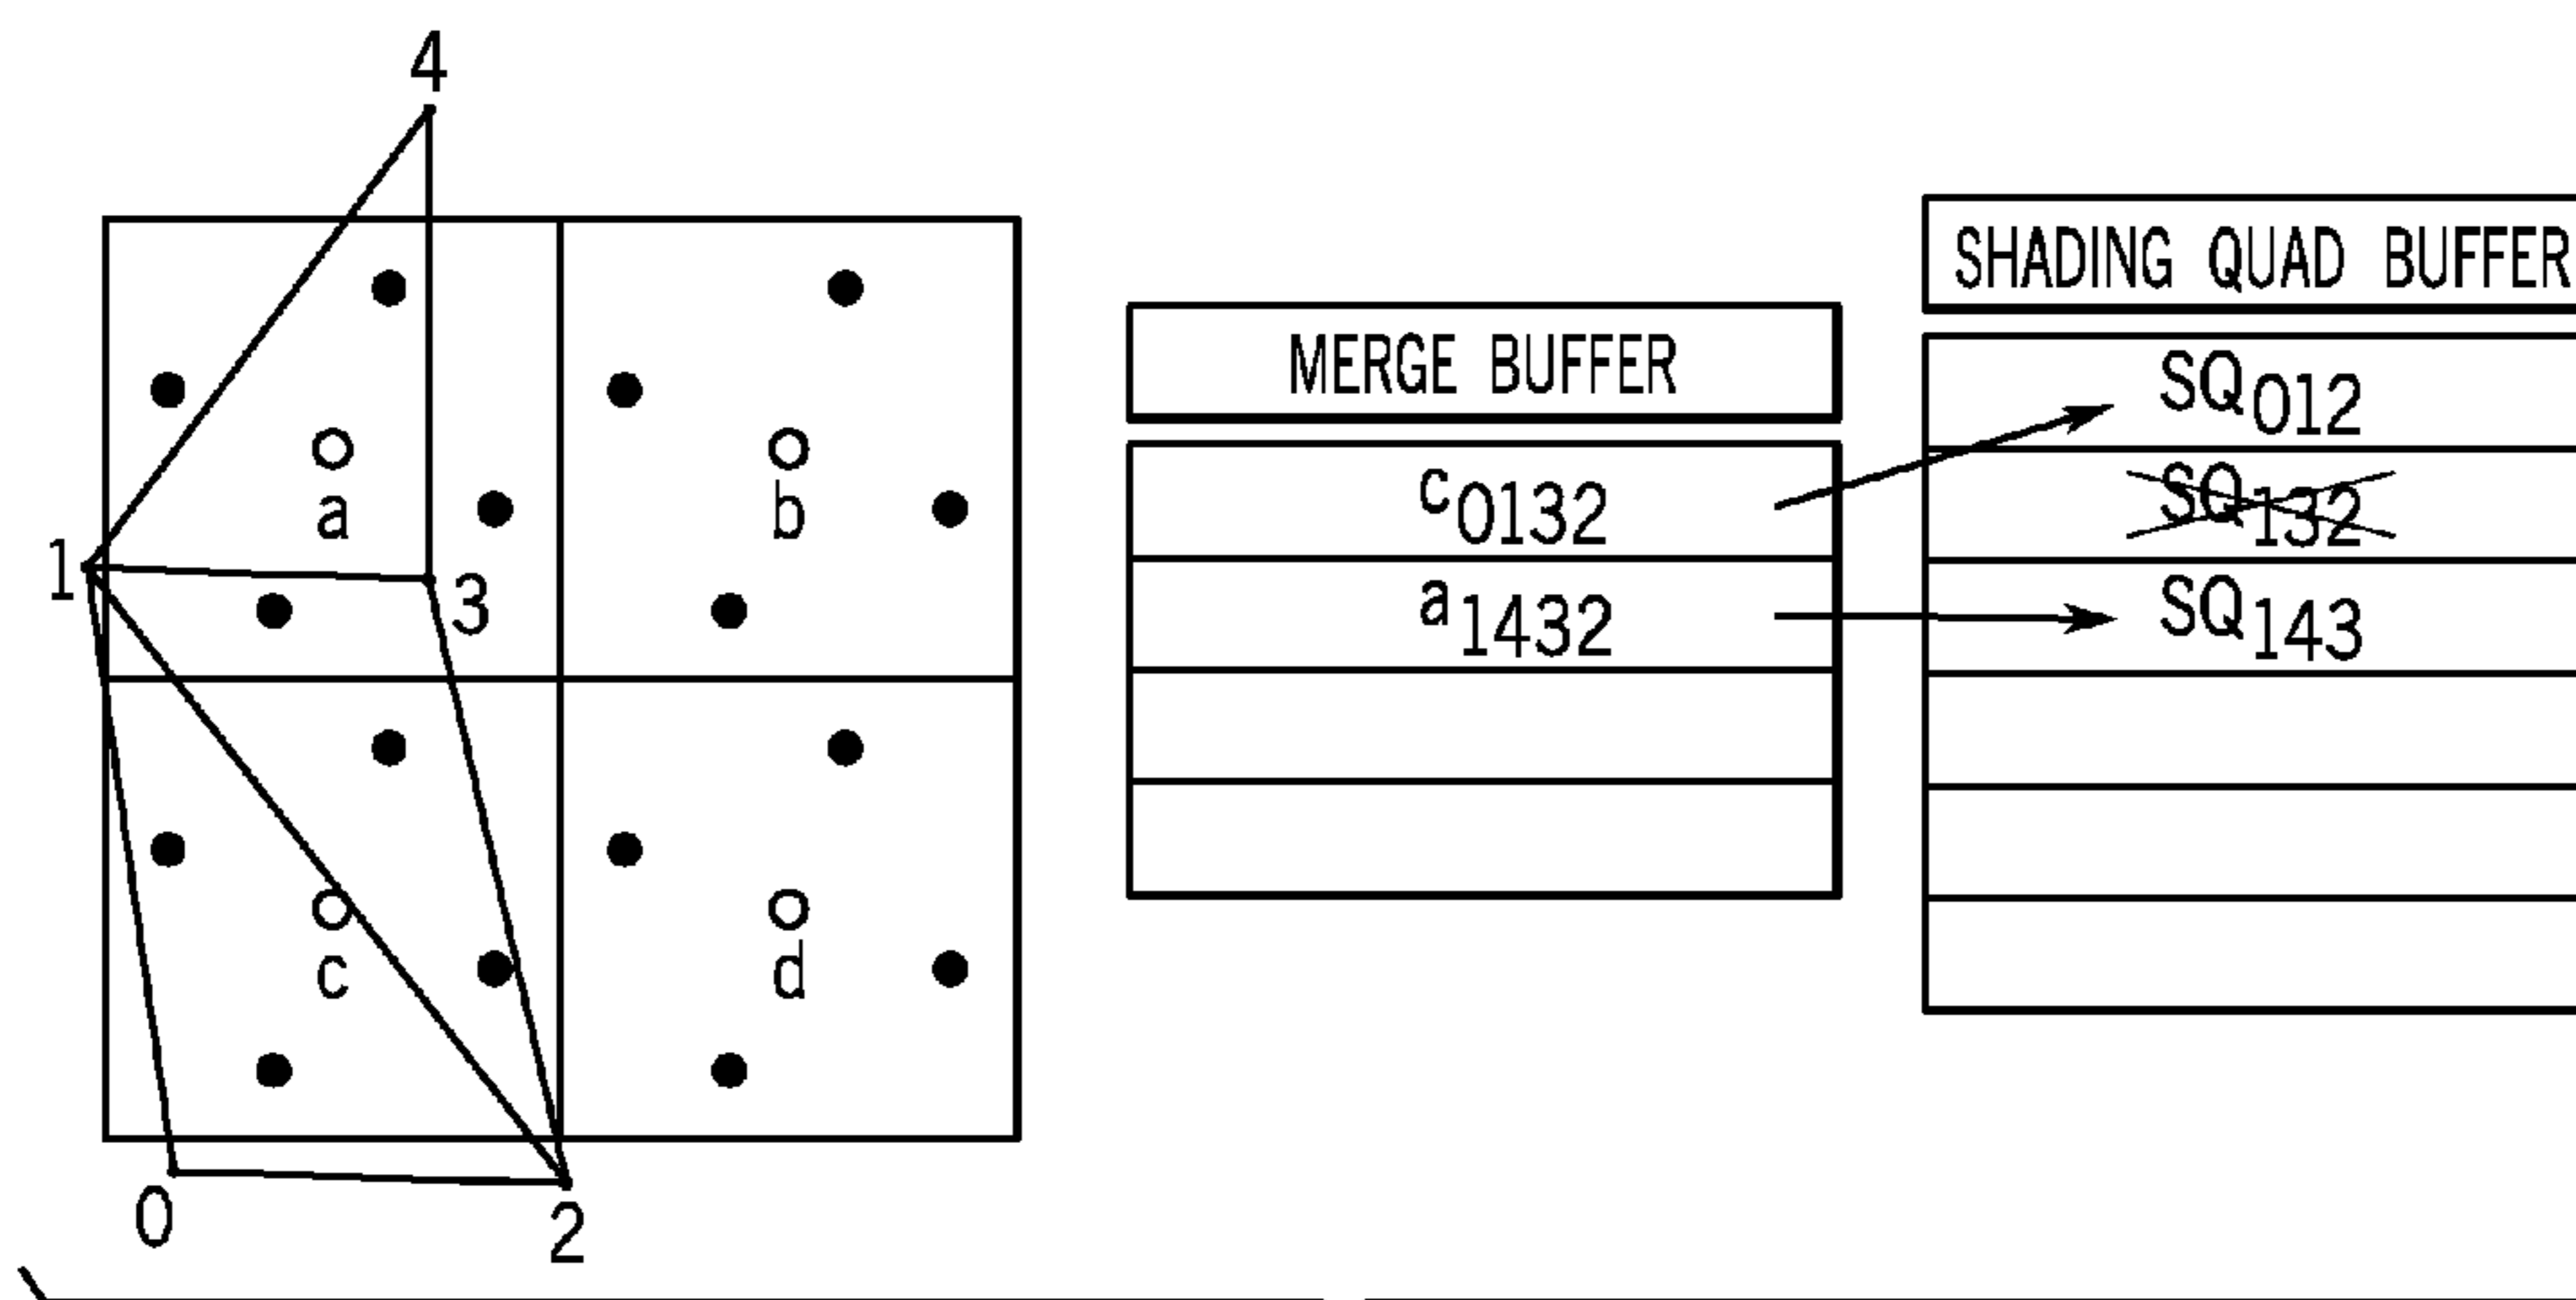 4
a
b
1
3
c
d
0
2
MERGE BUFFER
c0132
a1432
SHADING QUAD BUFFER
SQ012
SQ132
SQ143